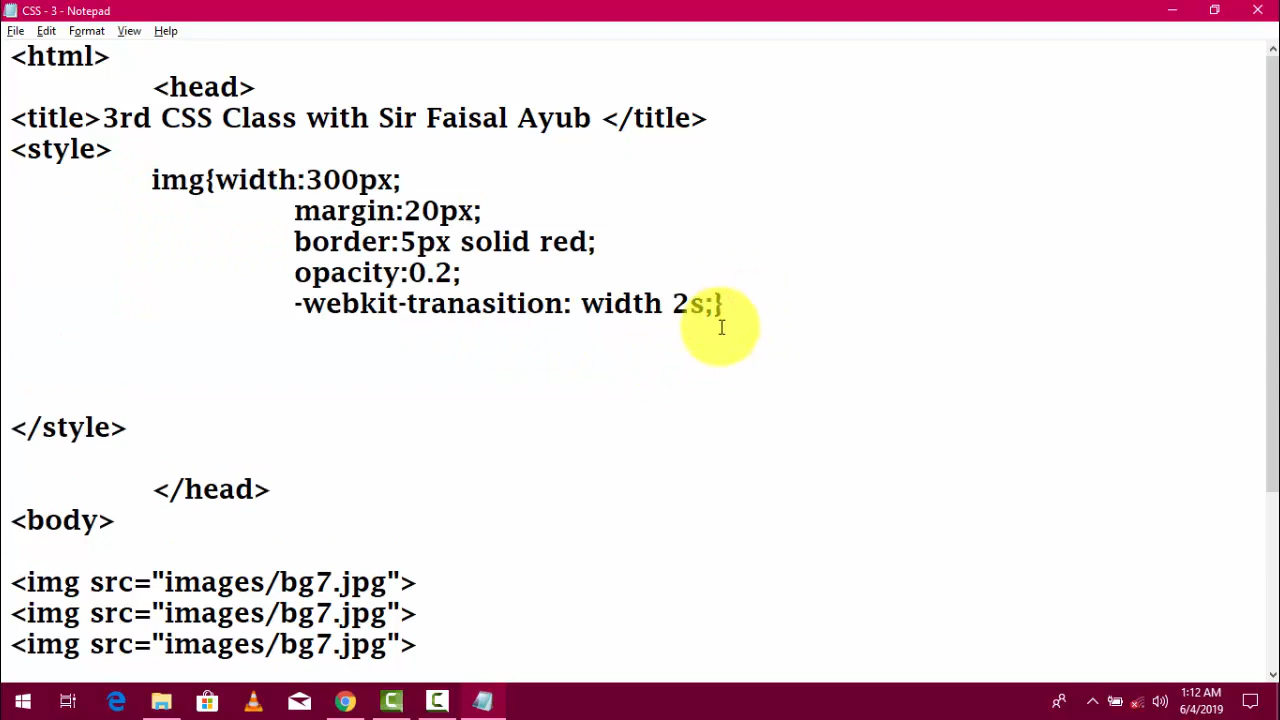 CSS - 3 - Notepad
File Edit Format View Help
<html>
<head>
<title>3rd CSS Class with Sir Faisal Ayub </title>
<style>
img{width:300px;
margin:20px;
border:5px solid red;
opacity:0.2;
-webkit-tranasition: width 2s;}
</style>
</head>
<body>
<img src="images/bg7.jpg">
<img src="images/bg7.jpg">
<img src="images/bg7.jpg">
1:12 AM
6/4/2019